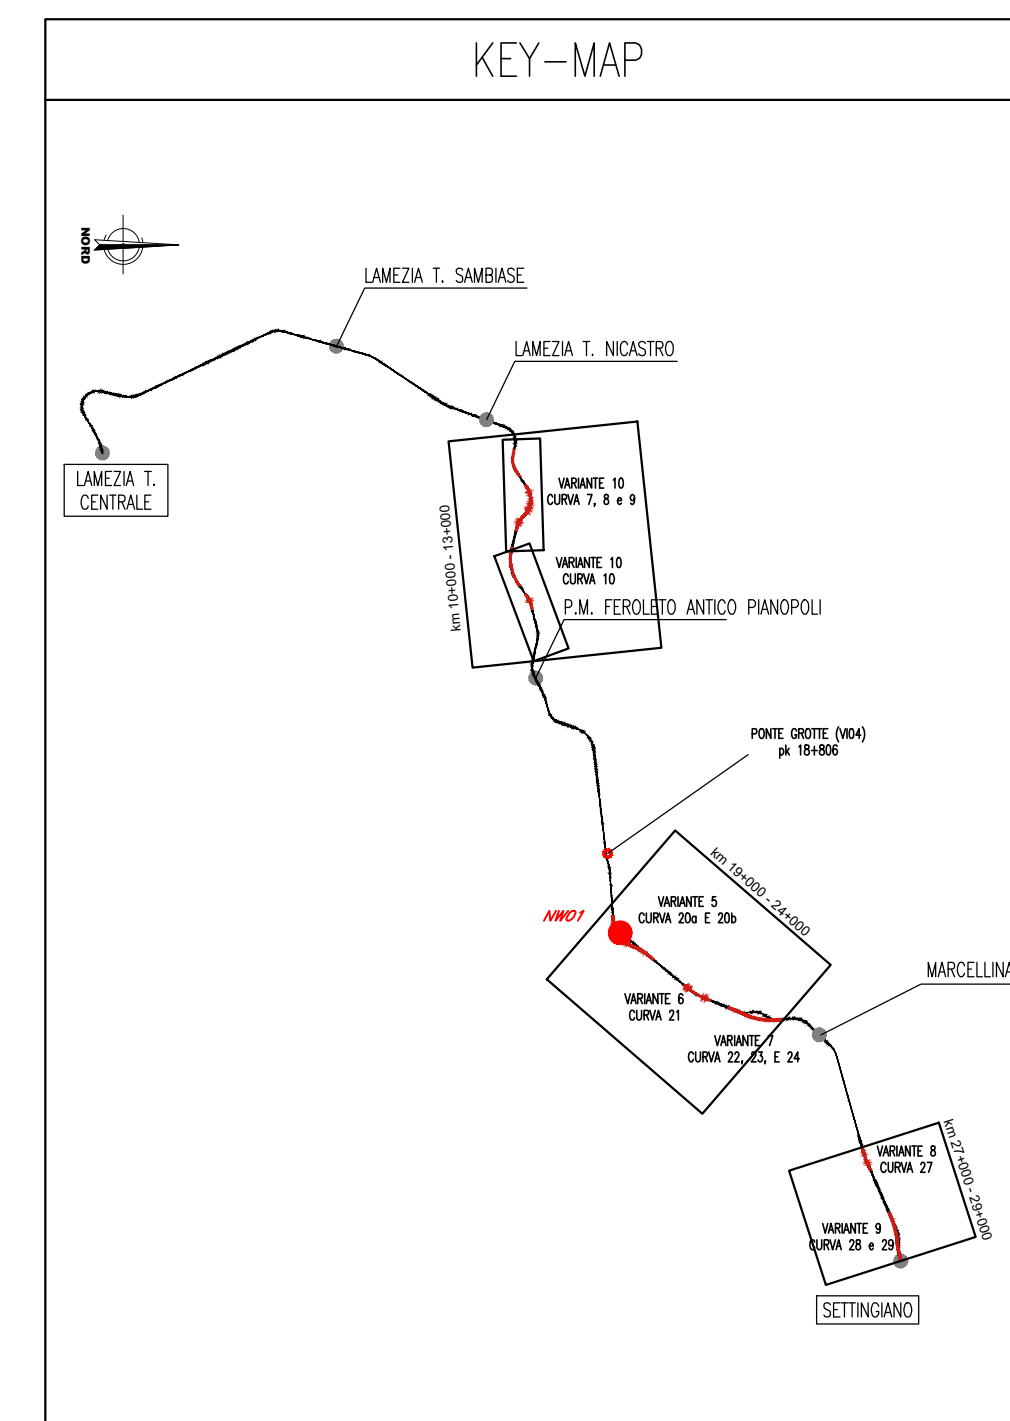 KEY-MAP
NORD
LAMEZIA T. SAMBIASE
LAMEZIA T. NICASTRO
LAMEZIA T.
CENTRALE
VARIANTE 10
CURVA 7, 8 e 9
km 10+000 - 13+000
VARIANTE 10
CURVA 10
P.M. FEROLETO ANTICO PIANOPOLI
PONTE GROTTE (VI04)
pk 18+806
km 19+000 - 24+000
VARIANTE 5
CURVA 20a E 20b
NW01
MARCELLINA
VARIANTE 6
CURVA 21
VARIANTE 7
CURVA 22, 23, E 24
km 27+000 - 29+000
VARIANTE 8
CURVA 27
VARIANTE 9
CURVA 28 e 29
SETTINGIANO